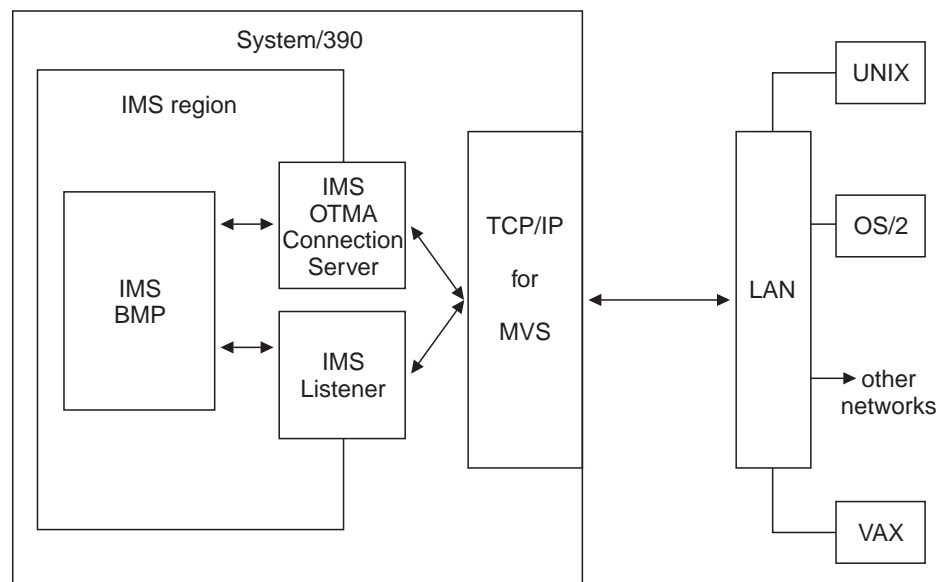 System/390
IMS region
IMS
OTMA
Connection
Server
IMS
BMP
IMS
Listener
TCP/IP
for
MVS
LAN
UNIX
OS/2
other
networks
VAX